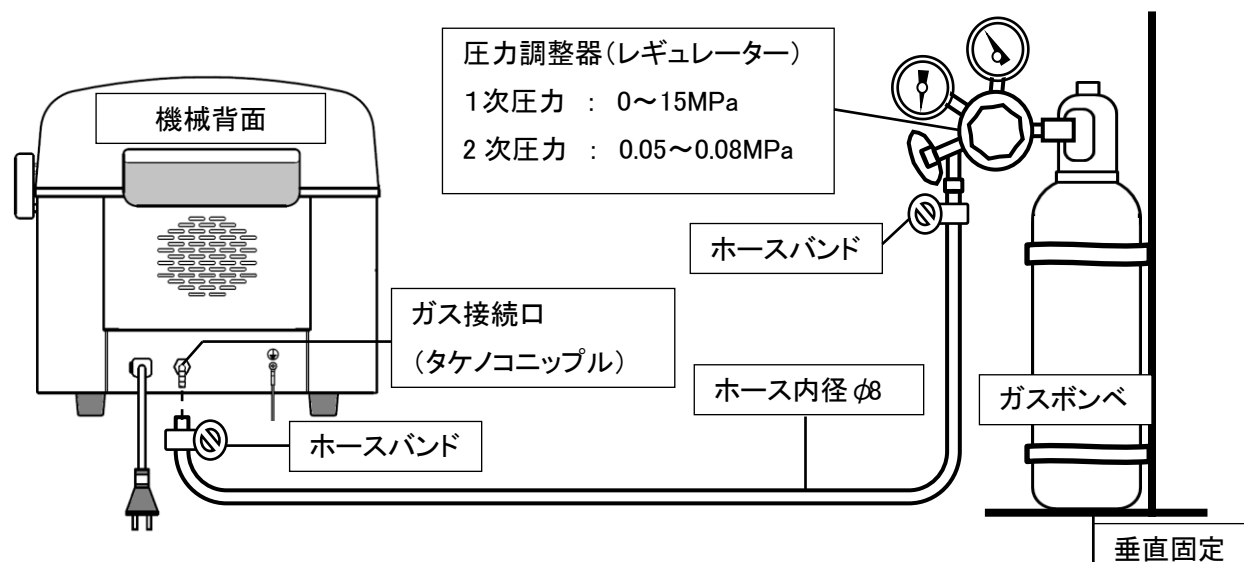 圧力調整器(レギュレーター)
1次圧力 : 0~15MPa
2次圧力 : 0.05~0.08MPa
機械背面
ホースバンド
ガス接続口
(タケノコニップル)
ホース内径φ8
ガスボンベ
ホースバンド
垂直固定